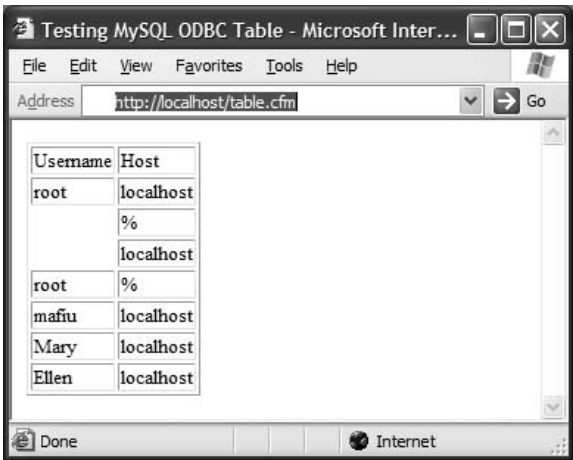 Testing MySQL ODBC Table - Microsoft Inter...
File Edit View Favorites Tools Help
Address http://localhost/table.cfm Go
Username Host
root localhost
%
localhost
root %
mafiu localhost
Mary localhost
Ellen localhost
Done Internet